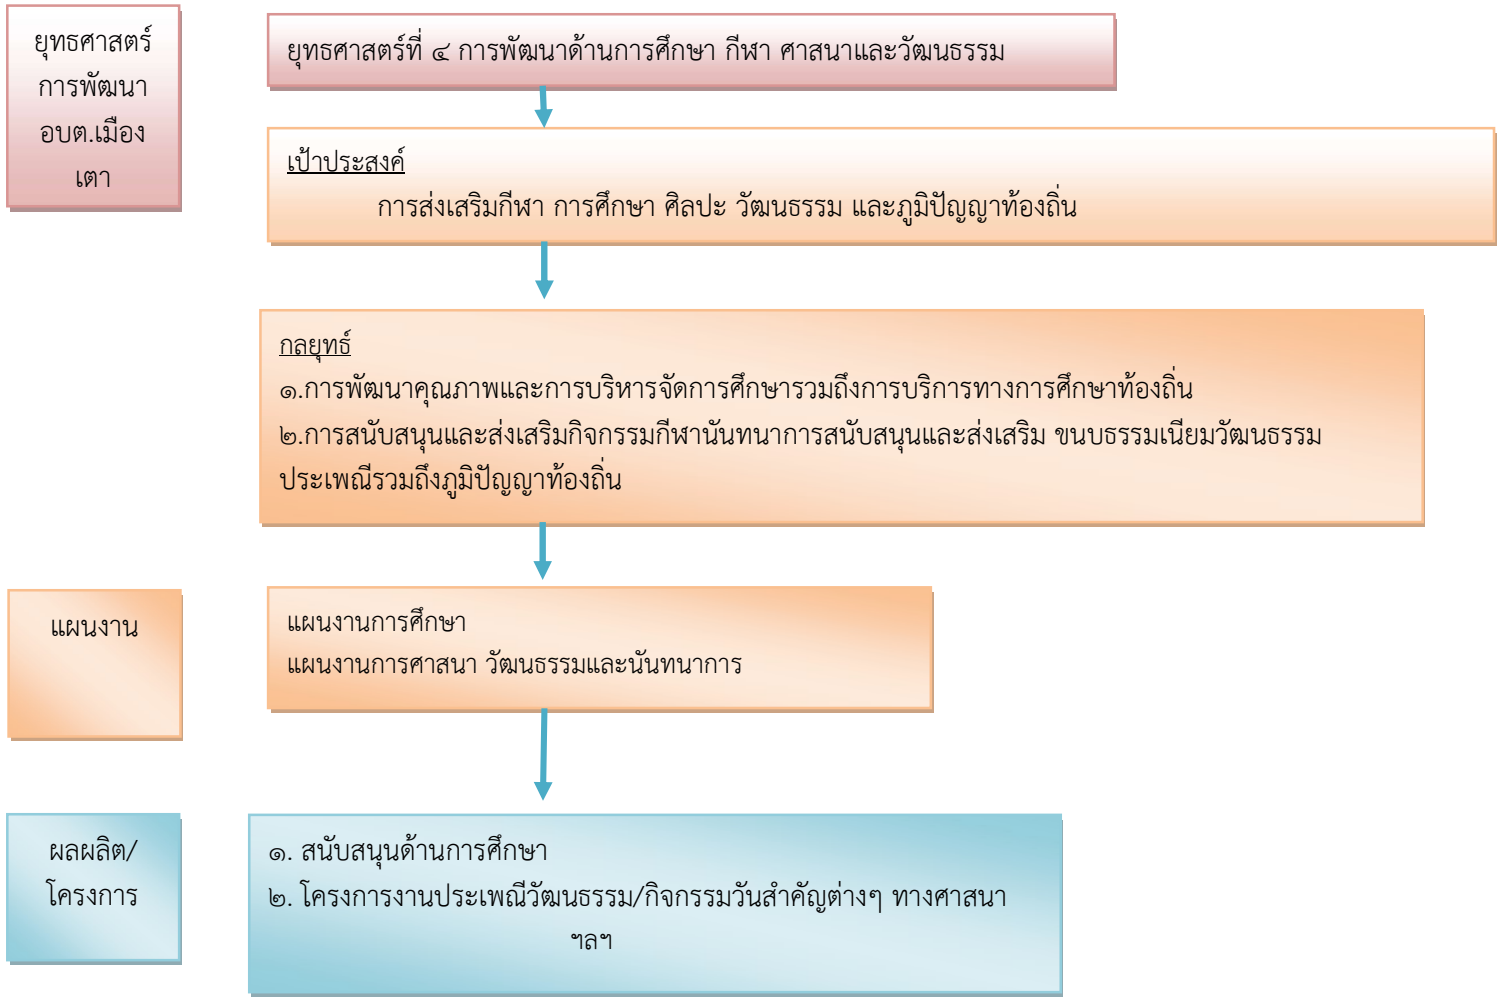 ยุทธศาสตร์
การพัฒนา
อบต.เมือง
เตา
ยุทธศาสตร์ที่ ๔ การพัฒนาด้านการศึกษา กีฬา ศาสนาและวัฒนธรรม
เป้าประสงค์
การส่งเสริมกีฬา การศึกษา ศิลปะ วัฒนธรรม และภูมิปัญญาท้องถิ่น
กลยุทธ์
๑.การพัฒนาคุณภาพและการบริหารจัดการศึกษารวมถึงการบริการทางการศึกษาท้องถิ่น
๒.การสนับสนุนและส่งเสริมกิจกรรมกีฬานันทนาการสนับสนุนและส่งเสริม ขนบธรรมเนียมวัฒนธรรม
ประเพณีรวมถึงภูมิปัญญาท้องถิ่น
แผนงาน
แผนงานการศึกษา
แผนงานการศาสนา วัฒนธรรมและนันทนาการ
ผลผลิต/
โครงการ
๑. สนับสนุนด้านการศึกษา
๒. โครงการงานประเพณีวัฒนธรรม/กิจกรรมวันสำคัญต่างๆ ทางศาสนา
ฯลฯ